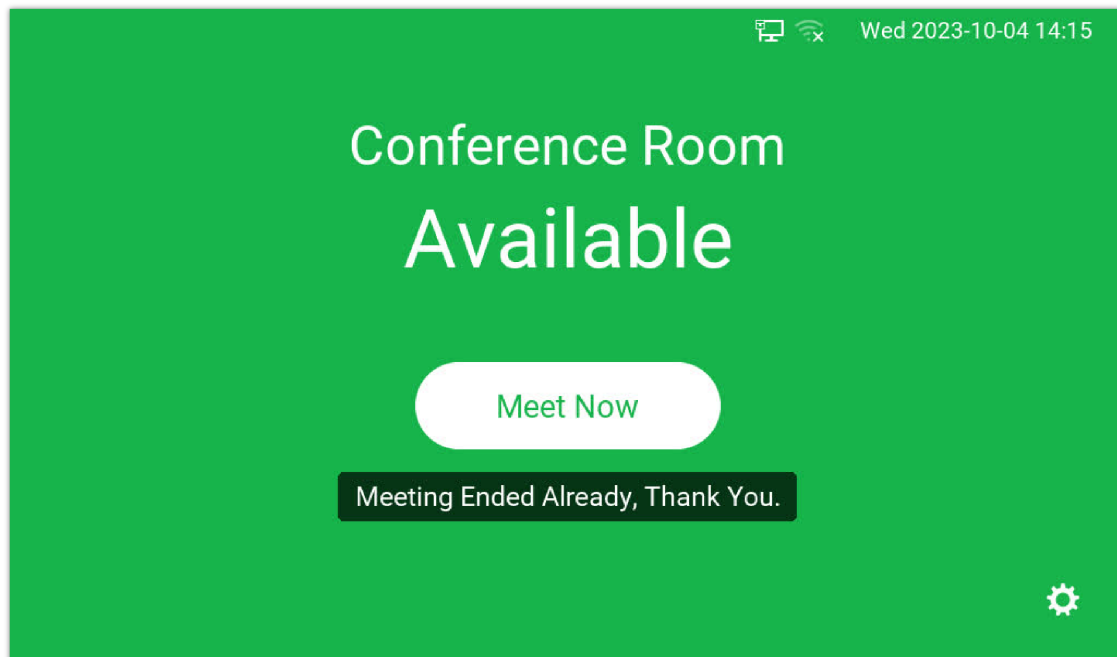 Wed 2023-10-04 14:15
Conference Room
Available
Meet Now
Meeting Ended Already, Thank You.